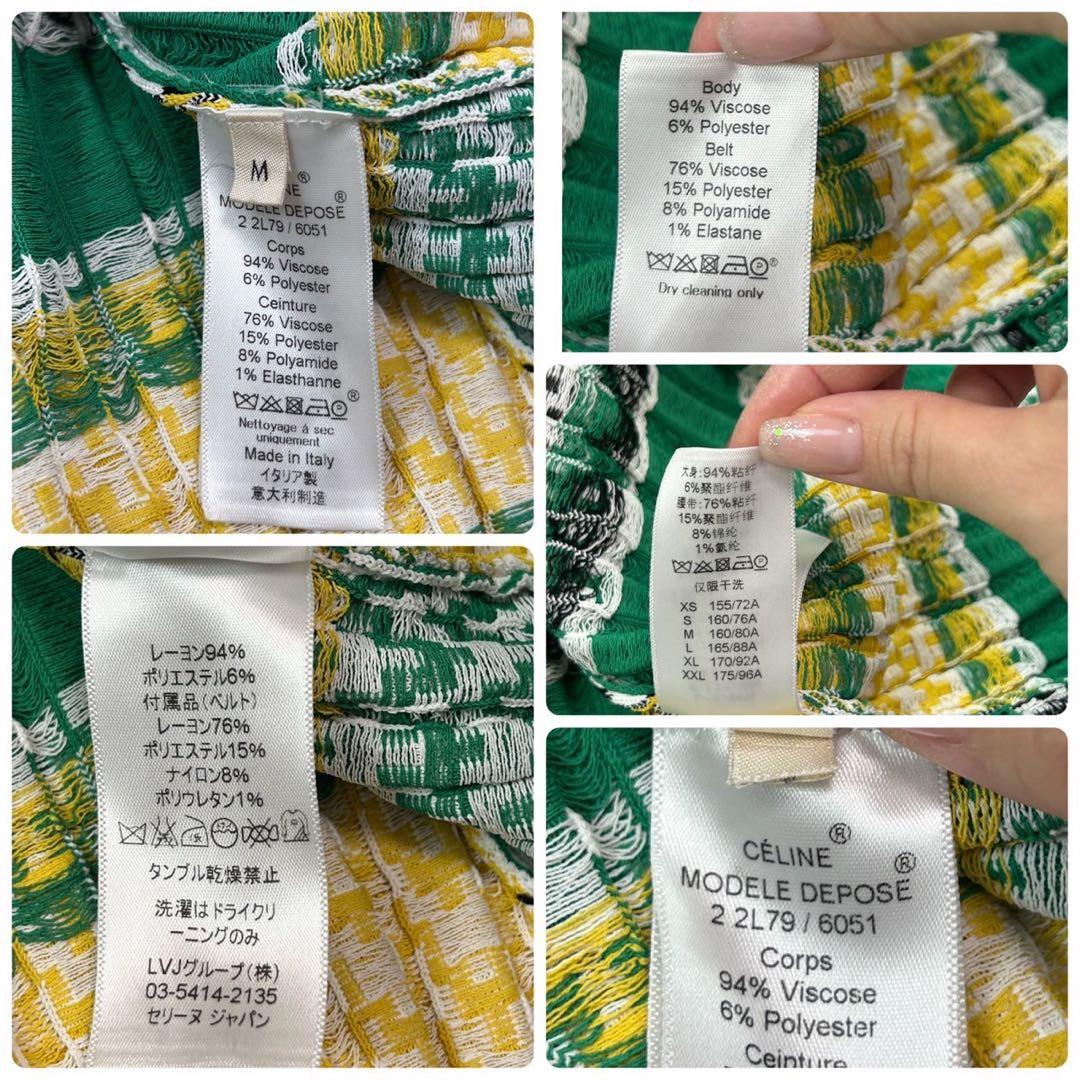 M
NE ®
MODELE DEPOSE ®
2 2L79 / 6051
Corps
94% Viscose
6% Polyester
Ceinture
76% Viscose
15% Polyester
8% Polyamide
1% Elasthanne
Nettoyage à sec
uniquement
Made in Italy
イタリア製
意大利制造
Body
94% Viscose
6% Polyester
Belt
76% Viscose
15% Polyester
8% Polyamide
1% Elastane
Dry cleaning only
大身:94%粘纤
6%聚酯纤维
腰带:76%粘纤
15%聚酯纤维
8%锦纶
1%氨纶
仅限干洗
XS 155/72A
S 160/76A
M 160/80A
L 165/88A
XL 170/92A
XXL 175/96A
レーヨン94%
ポリエステル6%
付属品(ベルト)
レーヨン76%
ポリエステル15%
ナイロン8%
ポリウレタン1%
タンブル乾燥禁止
洗濯はドライクリ
ーニングのみ
LVJグループ(株)
03-5414-2135
セリーヌ ジャパン
CÉLINE ®
MODELE DEPOSE ®
2 2L79 / 6051
Corps
94% Viscose
6% Polyester
Ceinture